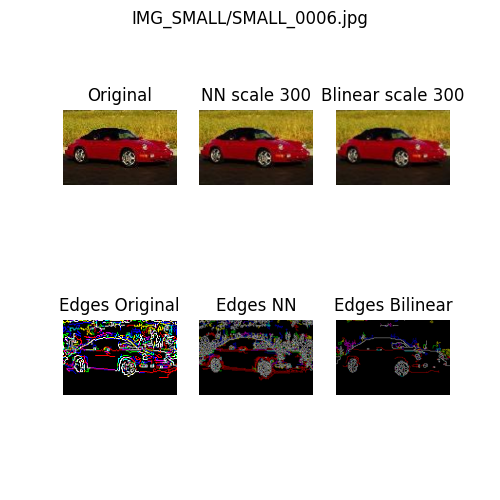 IMG_SMALL/SMALL_0006.jpg
Original
NN scale 300
Blinear scale 300
Edges Original
Edges NN
Edges Bilinear